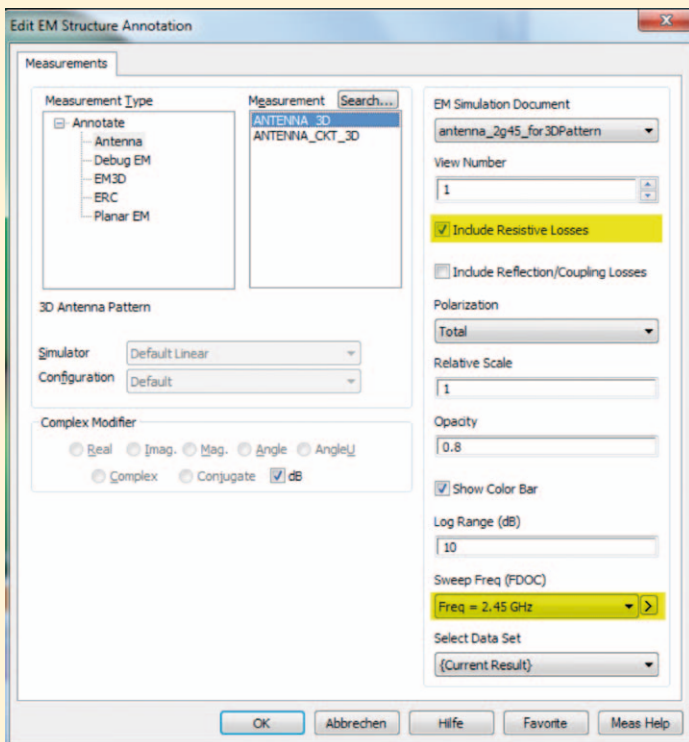 Edit EM Structure Annotation
Measurements
Measurement Type
Annotate
Antenna
Debug EM
EM3D
ERC
Planar EM
Measurement
Search...
ANTENNA_3D
ANTENNA_CKT_3D
3D Antenna Pattern
Simulator
Default Linear
Configuration
Default
Complex Modifier
Real Imag. Mag. Angle AngleU
Complex Conjugate dB
EM Simulation Document
antenna_2g45_for3DPattern
View Number
1
Include Resistive Losses
Include Reflection/Coupling Losses
Polarization
Total
Relative Scale
1
Opacity
0.8
Show Color Bar
Log Range (dB)
10
Sweep Freq (FDOC)
Freq = 2.45 GHz
Select Data Set
{Current Result}
OK Abbrechen Hilfe Favorite Meas Help